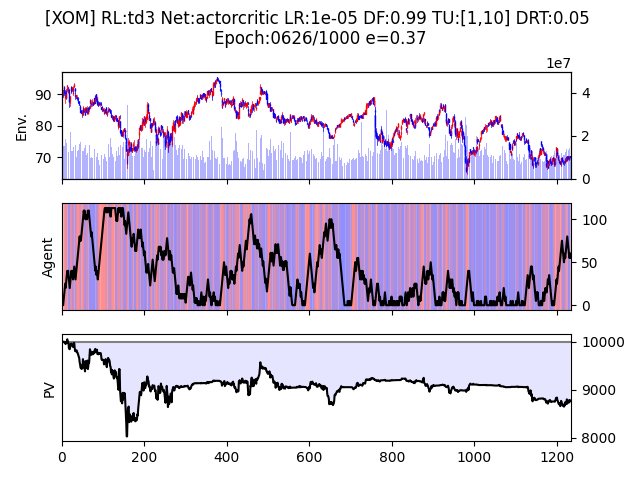 [XOM] RL:td3 Net:actorcritic LR:1e-05 DF:0.99 TU:[1,10] DRT:0.05
Epoch:0626/1000 e=0.37
1e7
Env.
90
80
70
4
2
0
Agent
100
50
0
PV
10000
9000
8000
0 200 400 600 800 1000 1200